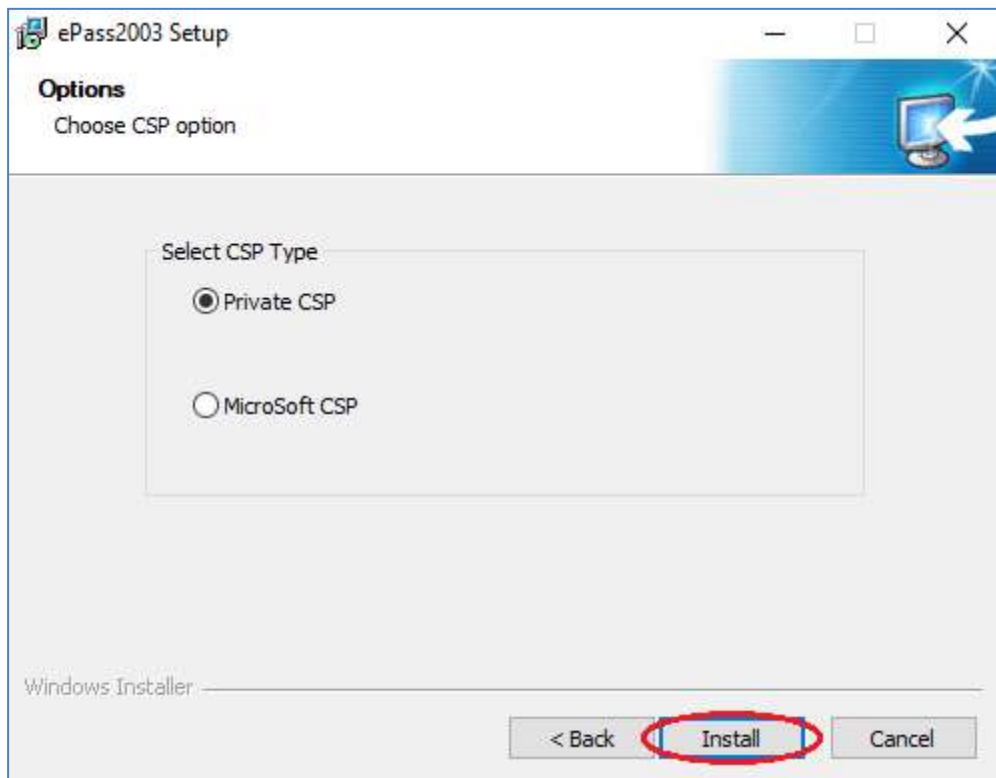 ePass2003 Setup
Options
Choose CSP option
Select CSP Type
Private CSP
MicroSoft CSP
Windows Installer
< Back Install Cancel